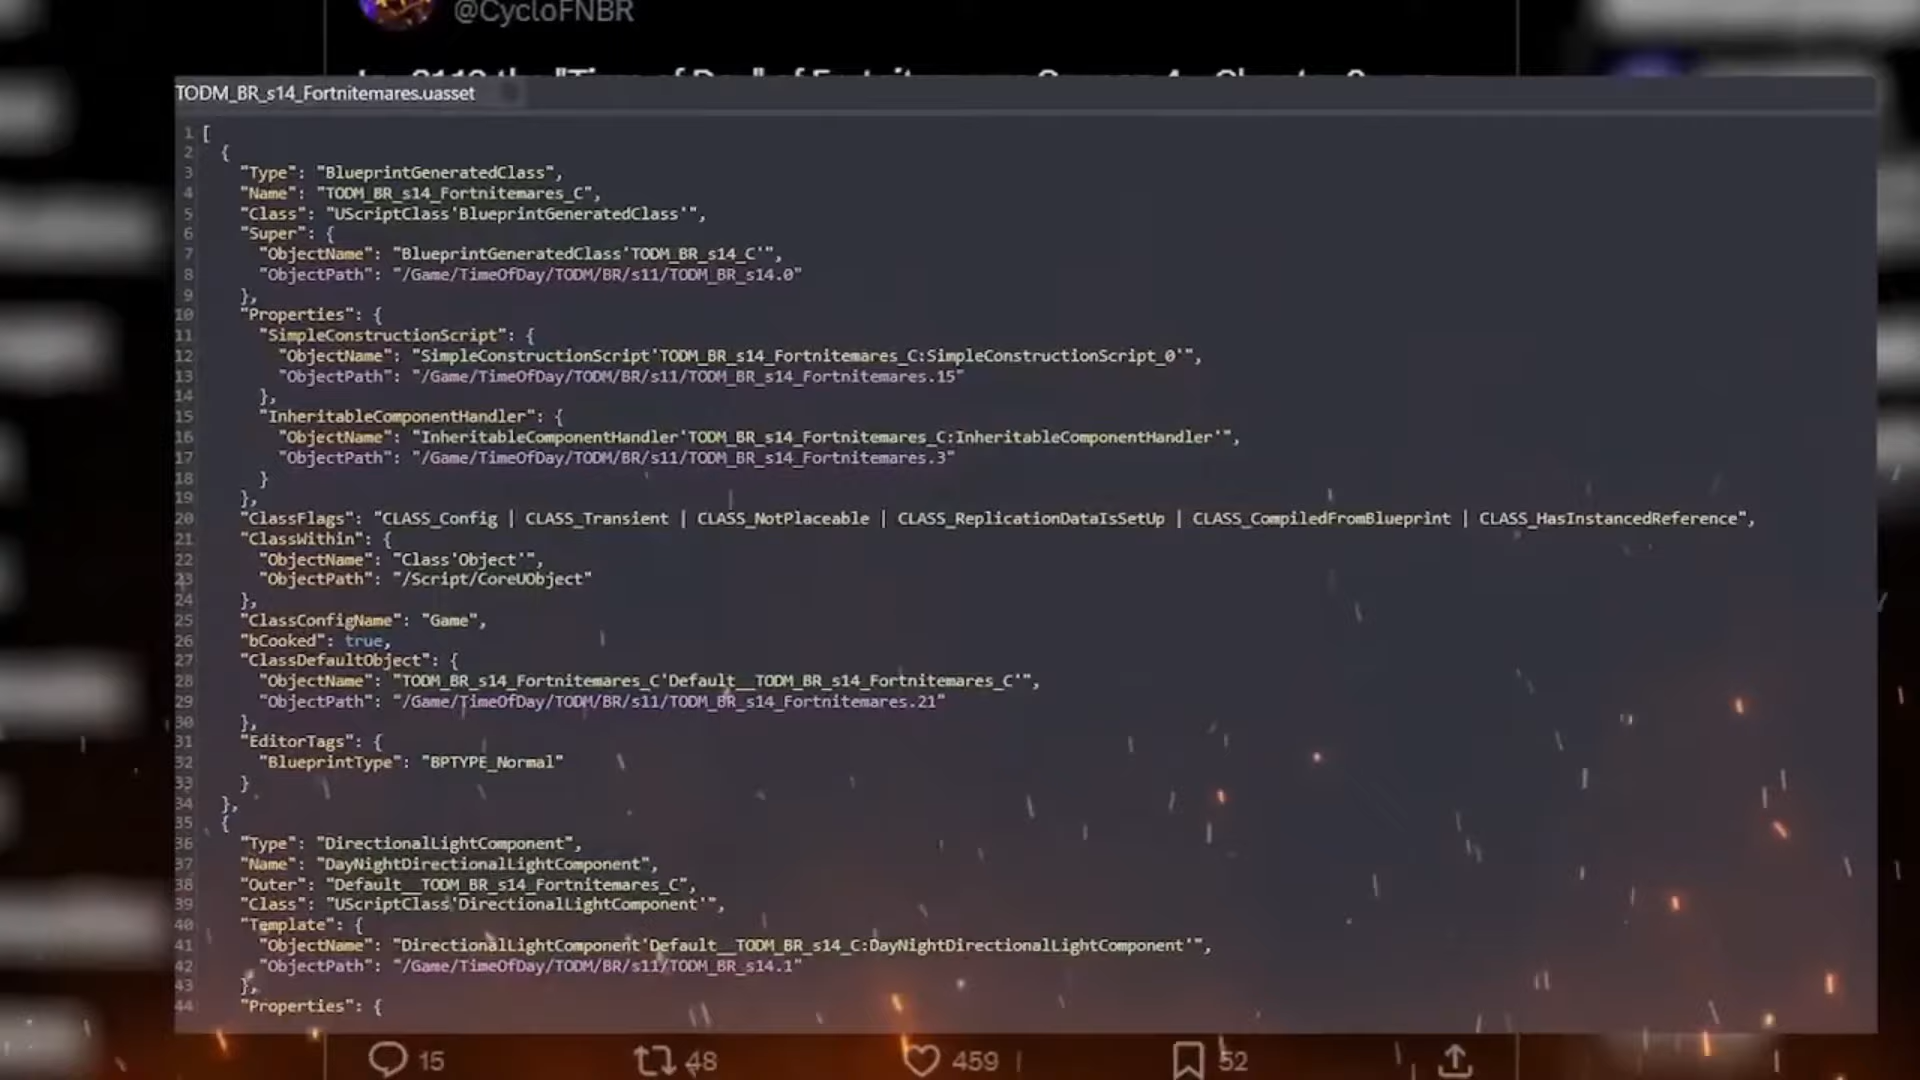 @CycloFNBR
TODM_BR_s14_Fortnitemares.uasset
1 [
2 {
3 "Type": "BlueprintGeneratedClass",
4 "Name": "TODM_BR_s14_Fortnitemares_C",
5 "Class": "UScriptClass'BlueprintGeneratedClass'",
6 "Super": {
7 "ObjectName": "BlueprintGeneratedClass'TODM_BR_s14_C'",
8 "ObjectPath": "/Game/TimeOfDay/TODM/BR/s11/TODM_BR_s14.0"
9 },
10 "Properties": {
11 "SimpleConstructionScript": {
12 "ObjectName": "SimpleConstructionScript'TODM_BR_s14_Fortnitemares_C:SimpleConstructionScript_0'",
13 "ObjectPath": "/Game/TimeOfDay/TODM/BR/s11/TODM_BR_s14_Fortnitemares.15"
14 },
15 "InheritableComponentHandler": {
16 "ObjectName": "InheritableComponentHandler'TODM_BR_s14_Fortnitemares_C:InheritableComponentHandler'",
17 "ObjectPath": "/Game/TimeOfDay/TODM/BR/s11/TODM_BR_s14_Fortnitemares.3"
18 }
19 },
20 "ClassFlags": "CLASS_Config | CLASS_Transient | CLASS_NotPlaceable | CLASS_ReplicationDataIsSetUp | CLASS_CompiledFromBlueprint | CLASS_HasInstancedReference",
21 "ClassWithin": {
22 "ObjectName": "Class'Object'",
23 "ObjectPath": "/Script/CoreUObject"
24 },
25 "ClassConfigName": "Game",
26 "bCooked": true,
27 "ClassDefaultObject": {
28 "ObjectName": "TODM_BR_s14_Fortnitemares_C'Default__TODM_BR_s14_Fortnitemares_C'",
29 "ObjectPath": "/Game/TimeOfDay/TODM/BR/s11/TODM_BR_s14_Fortnitemares.21"
30 },
31 "EditorTags": {
32 "BlueprintType": "BPTYPE_Normal"
33 }
34 },
35 {
36 "Type": "DirectionalLightComponent",
37 "Name": "DayNightDirectionalLightComponent",
38 "Outer": "Default__TODM_BR_s14_Fortnitemares_C",
39 "Class": "UScriptClass'DirectionalLightComponent'",
40 "Template": {
41 "ObjectName": "DirectionalLightComponent'Default__TODM_BR_s14_C:DayNightDirectionalLightComponent'",
42 "ObjectPath": "/Game/TimeOfDay/TODM/BR/s11/TODM_BR_s14.1"
43 },
44 "Properties": {
15 48 459 52